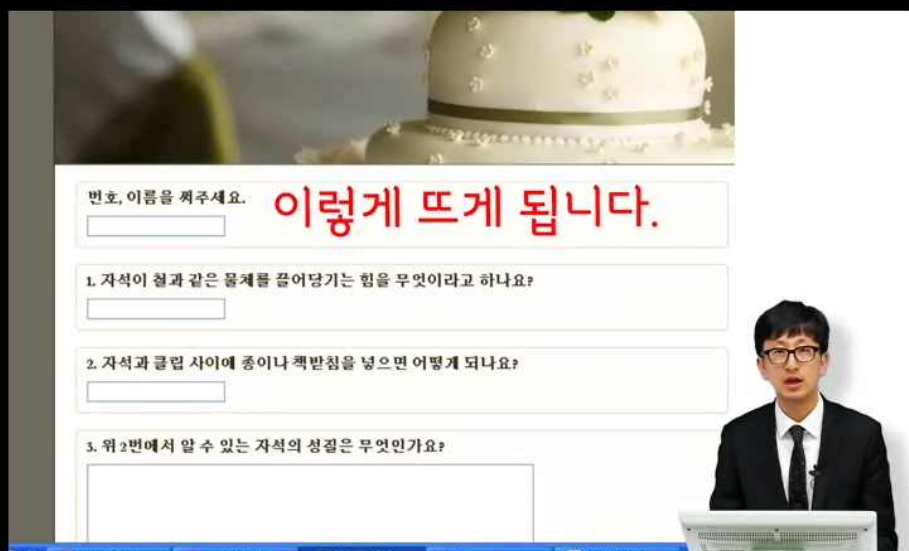 번호, 이름을 써주세요.
이렇게 뜨게 됩니다.
1. 자석이 철과 같은 물체를 끌어당기는 힘을 무엇이라고 하나요?
2. 자석과 클립 사이에 종이나 책받침을 넣으면 어떻게 되나요?
3. 위 2번에서 알 수 있는 자석의 성질은 무엇인가요?